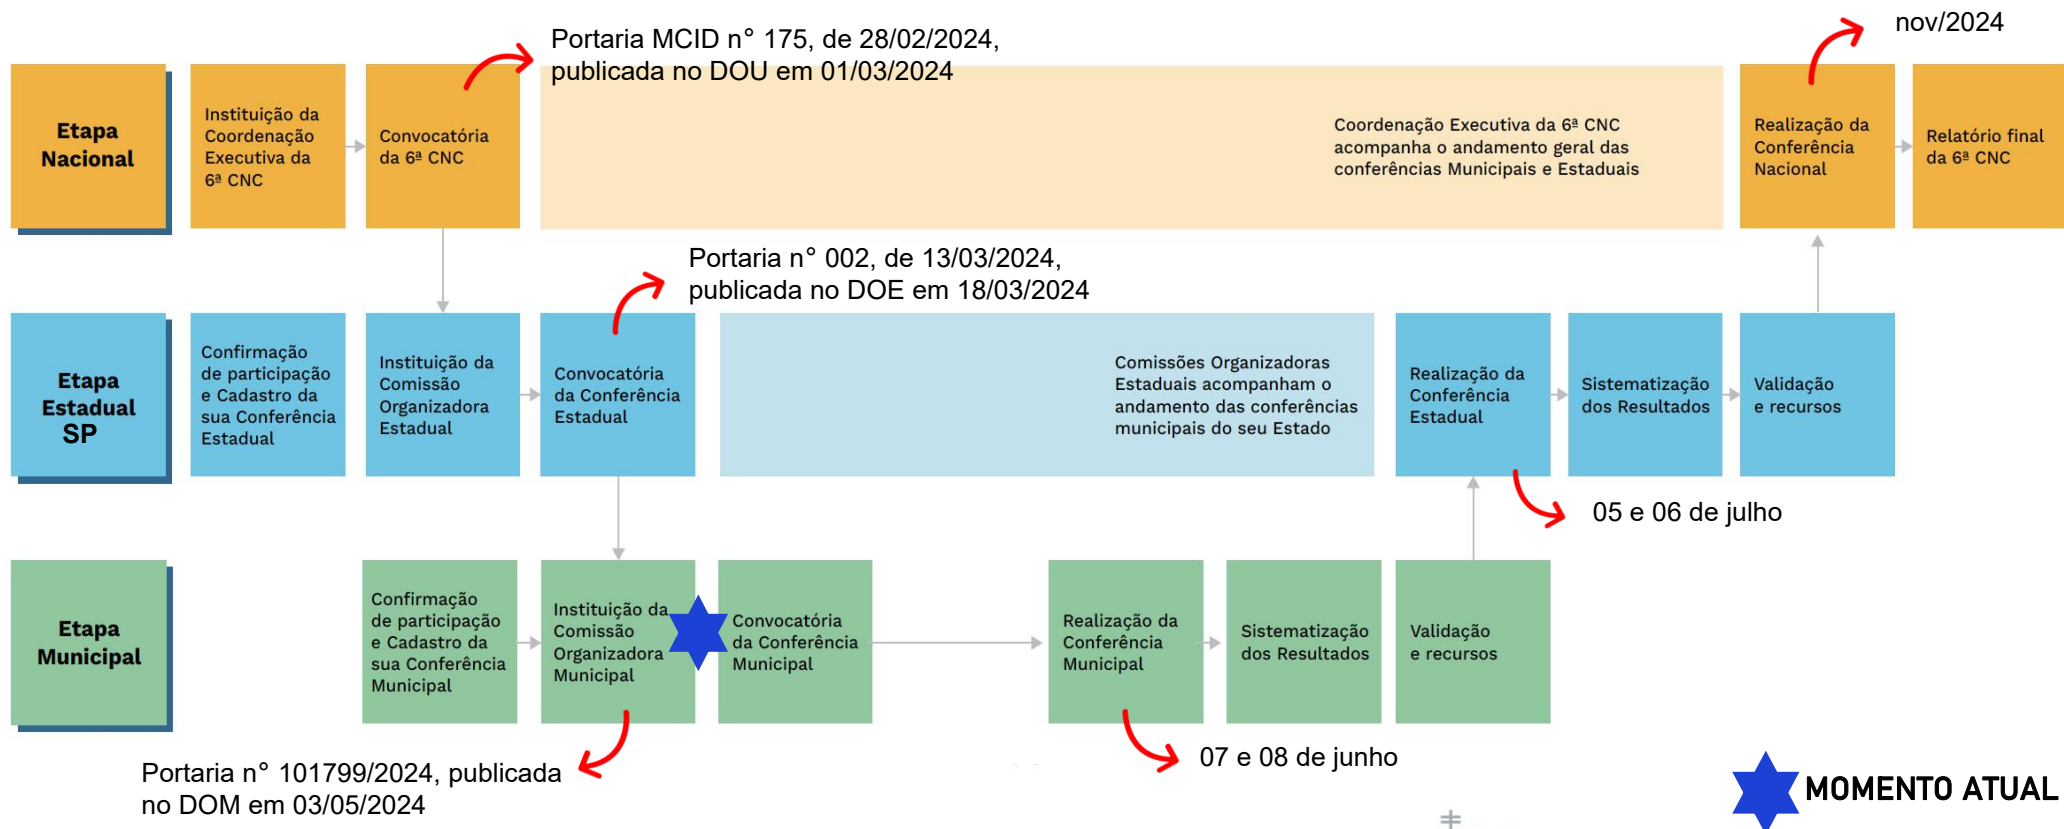 nov/2024
Portaria MCID n° 175, de 28/02/2024,
publicada no DOU em 01/03/2024
Etapa
Nacional
Instituição da
Coordenação
Executiva da
6ª CNC
Convocatória
da 6ª CNC
Coordenação Executiva da 6ª CNC
acompanha o andamento geral das
conferências Municipais e Estaduais
Realização da
Conferência
Nacional
Relatório final
da 6ª CNC
Portaria n° 002, de 13/03/2024,
publicada no DOE em 18/03/2024
Etapa
Estadual
SP
Confirmação
de participação
e Cadastro da
sua Conferência
Estadual
Instituição da
Comissão
Organizadora
Estadual
Convocatória
da Conferência
Estadual
Comissões Organizadoras
Estaduais acompanham o
andamento das conferências
municipais do seu Estado
Realização da
Conferência
Estadual
Sistematização
dos Resultados
Validação
e recursos
05 e 06 de julho
Etapa
Municipal
Confirmação
de participação
e Cadastro da
sua Conferência
Municipal
Instituição da
Comissão
Organizadora
Municipal
Convocatória
da Conferência
Municipal
Realização da
Conferência
Municipal
Sistematização
dos Resultados
Validação
e recursos
07 e 08 de junho
Portaria n° 101799/2024, publicada
no DOM em 03/05/2024
MOMENTO ATUAL